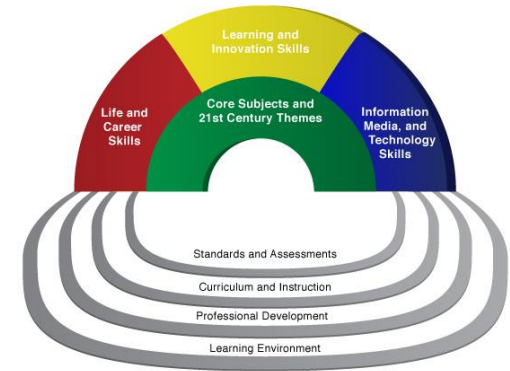 Learning and
Innovation Skills
Life and
Career
Skills
Core Subjects and
21st Century Themes
Information
Media, and
Technology
Skills
Standards and Assessments
Curriculum and Instruction
Professional Development
Learning Environment